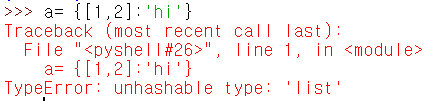 >>> a= {[1,2]:'hi'}
Traceback (most recent call last):
  File "<pyshell#26>", line 1, in <module>
    a= {[1,2]:'hi'}
TypeError: unhashable type: 'list'